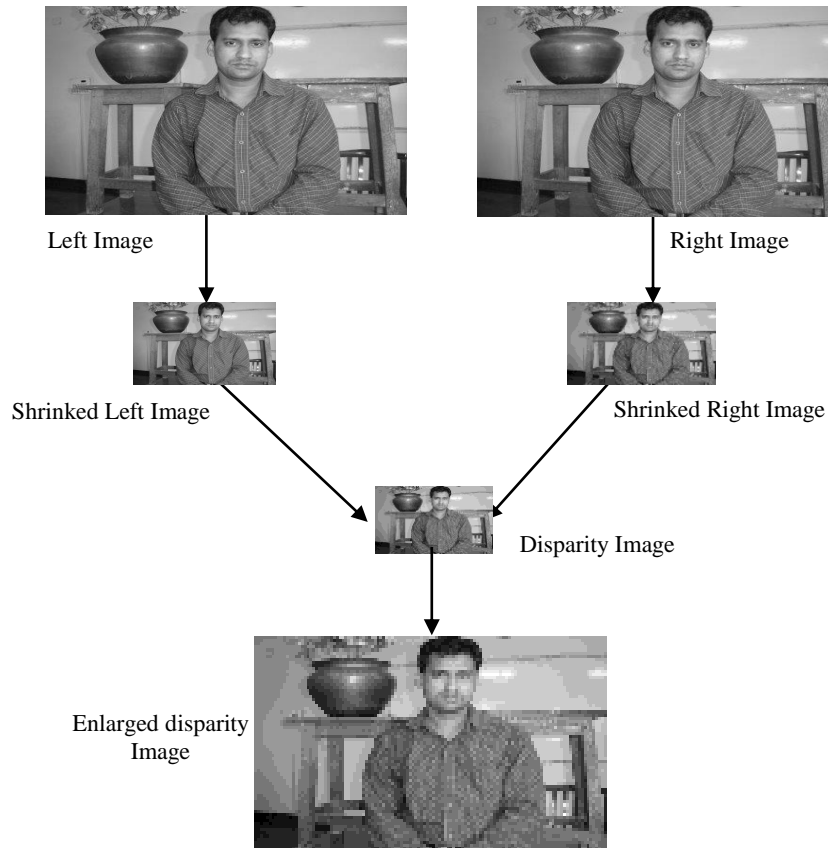 Left Image
Right Image
Shrinked Left Image
Shrinked Right Image
Disparity Image
Enlarged disparity
Image